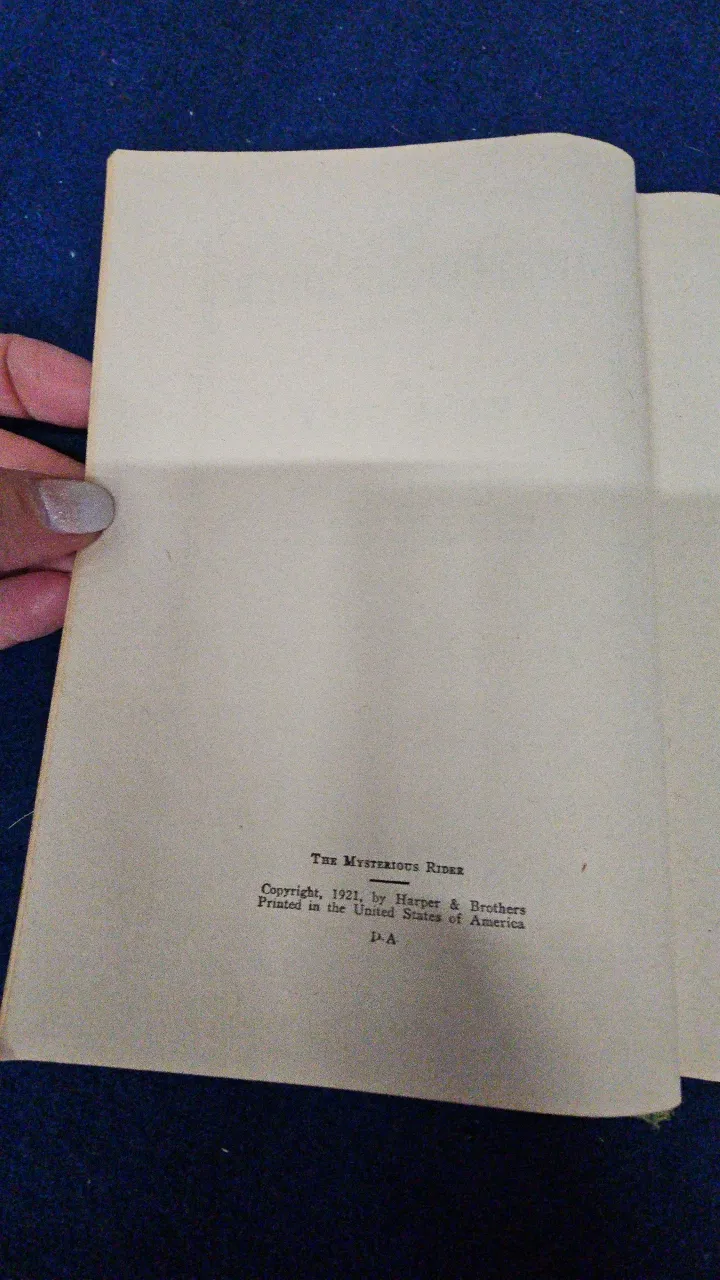 The Mysterious Rider
Copyright, 1921, by Harper & Brothers
Printed in the United States of America
D-A